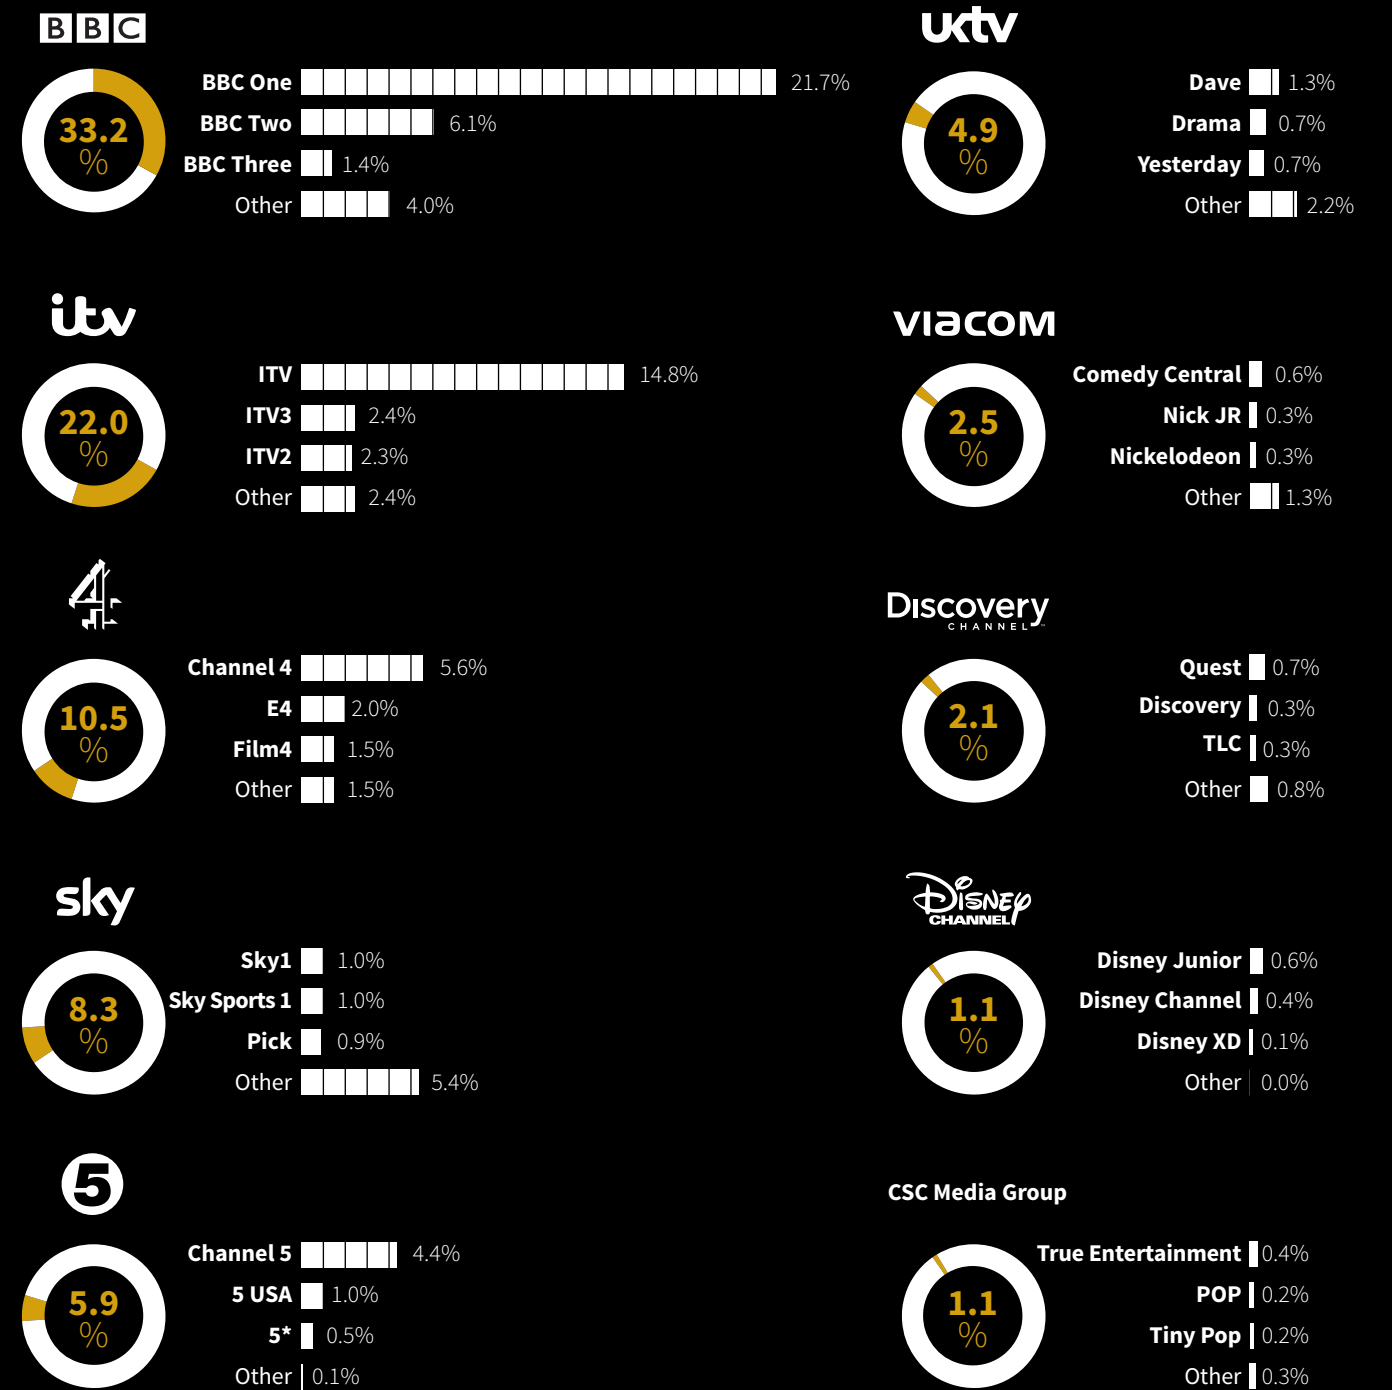 BBC
33.2
%
BBC One 21.7%
BBC Two 6.1%
BBC Three 1.4%
Other 4.0%
itv
22.0
%
ITV 14.8%
ITV3 2.4%
ITV2 2.3%
Other 2.4%
4
10.5
%
Channel 4 5.6%
E4 2.0%
Film4 1.5%
Other 1.5%
sky
8.3
%
Sky1 1.0%
Sky Sports 1 1.0%
Pick 0.9%
Other 5.4%
5
5.9
%
Channel 5 4.4%
5 USA 1.0%
5* 0.5%
Other 0.1%
uktv
4.9
%
Dave 1.3%
Drama 0.7%
Yesterday 0.7%
Other 2.2%
VIaCOM
2.5
%
Comedy Central 0.6%
Nick JR 0.3%
Nickelodeon 0.3%
Other 1.3%
Discovery
CHANNEL
2.1
%
Quest 0.7%
Discovery 0.3%
TLC 0.3%
Other 0.8%
Disney
CHANNEL
1.1
%
Disney Junior 0.6%
Disney Channel 0.4%
Disney XD 0.1%
Other 0.0%
CSC Media Group
1.1
%
True Entertainment 0.4%
POP 0.2%
Tiny Pop 0.2%
Other 0.3%